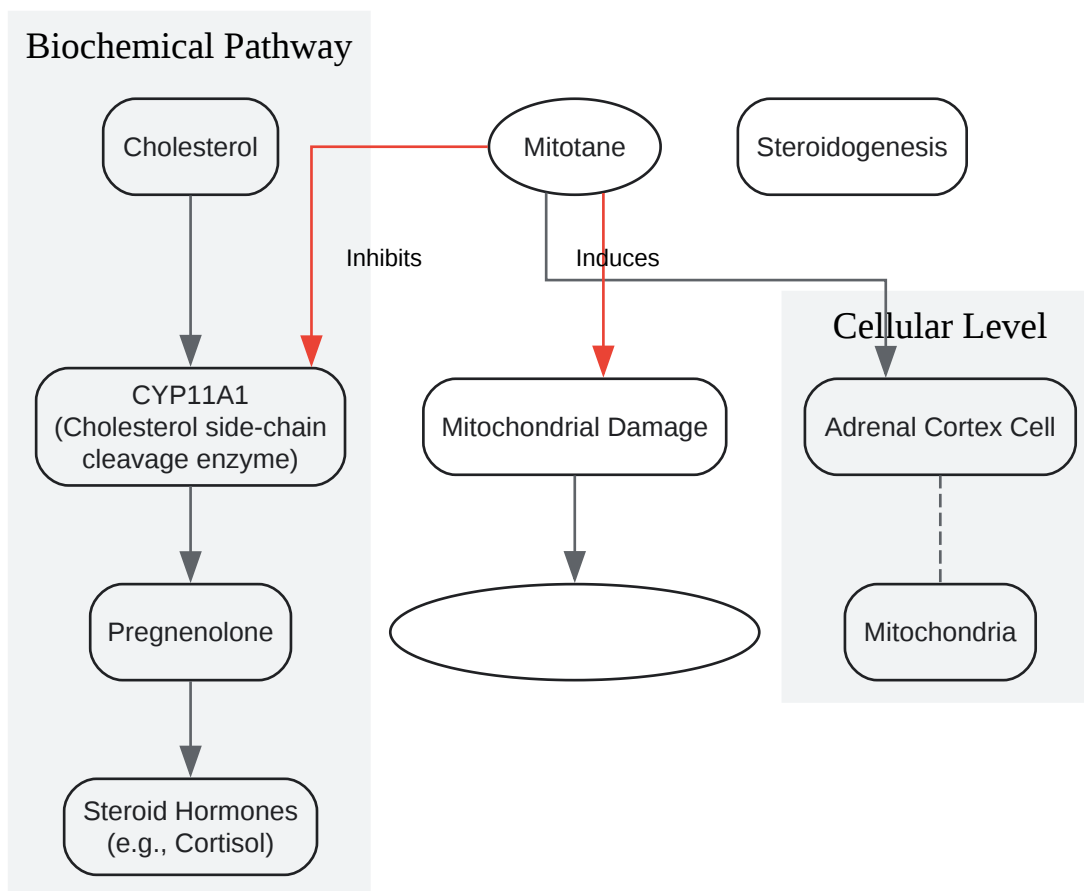 Biochemical Pathway
Cholesterol
Mitotane
Steroidogenesis
Inhibits
Induces
Cellular Level
CYP11A1
(Cholesterol side-chain
cleavage enzyme)
Mitochondrial Damage
Adrenal Cortex Cell
Pregnenolone
Mitochondria
Steroid Hormones
(e.g., Cortisol)